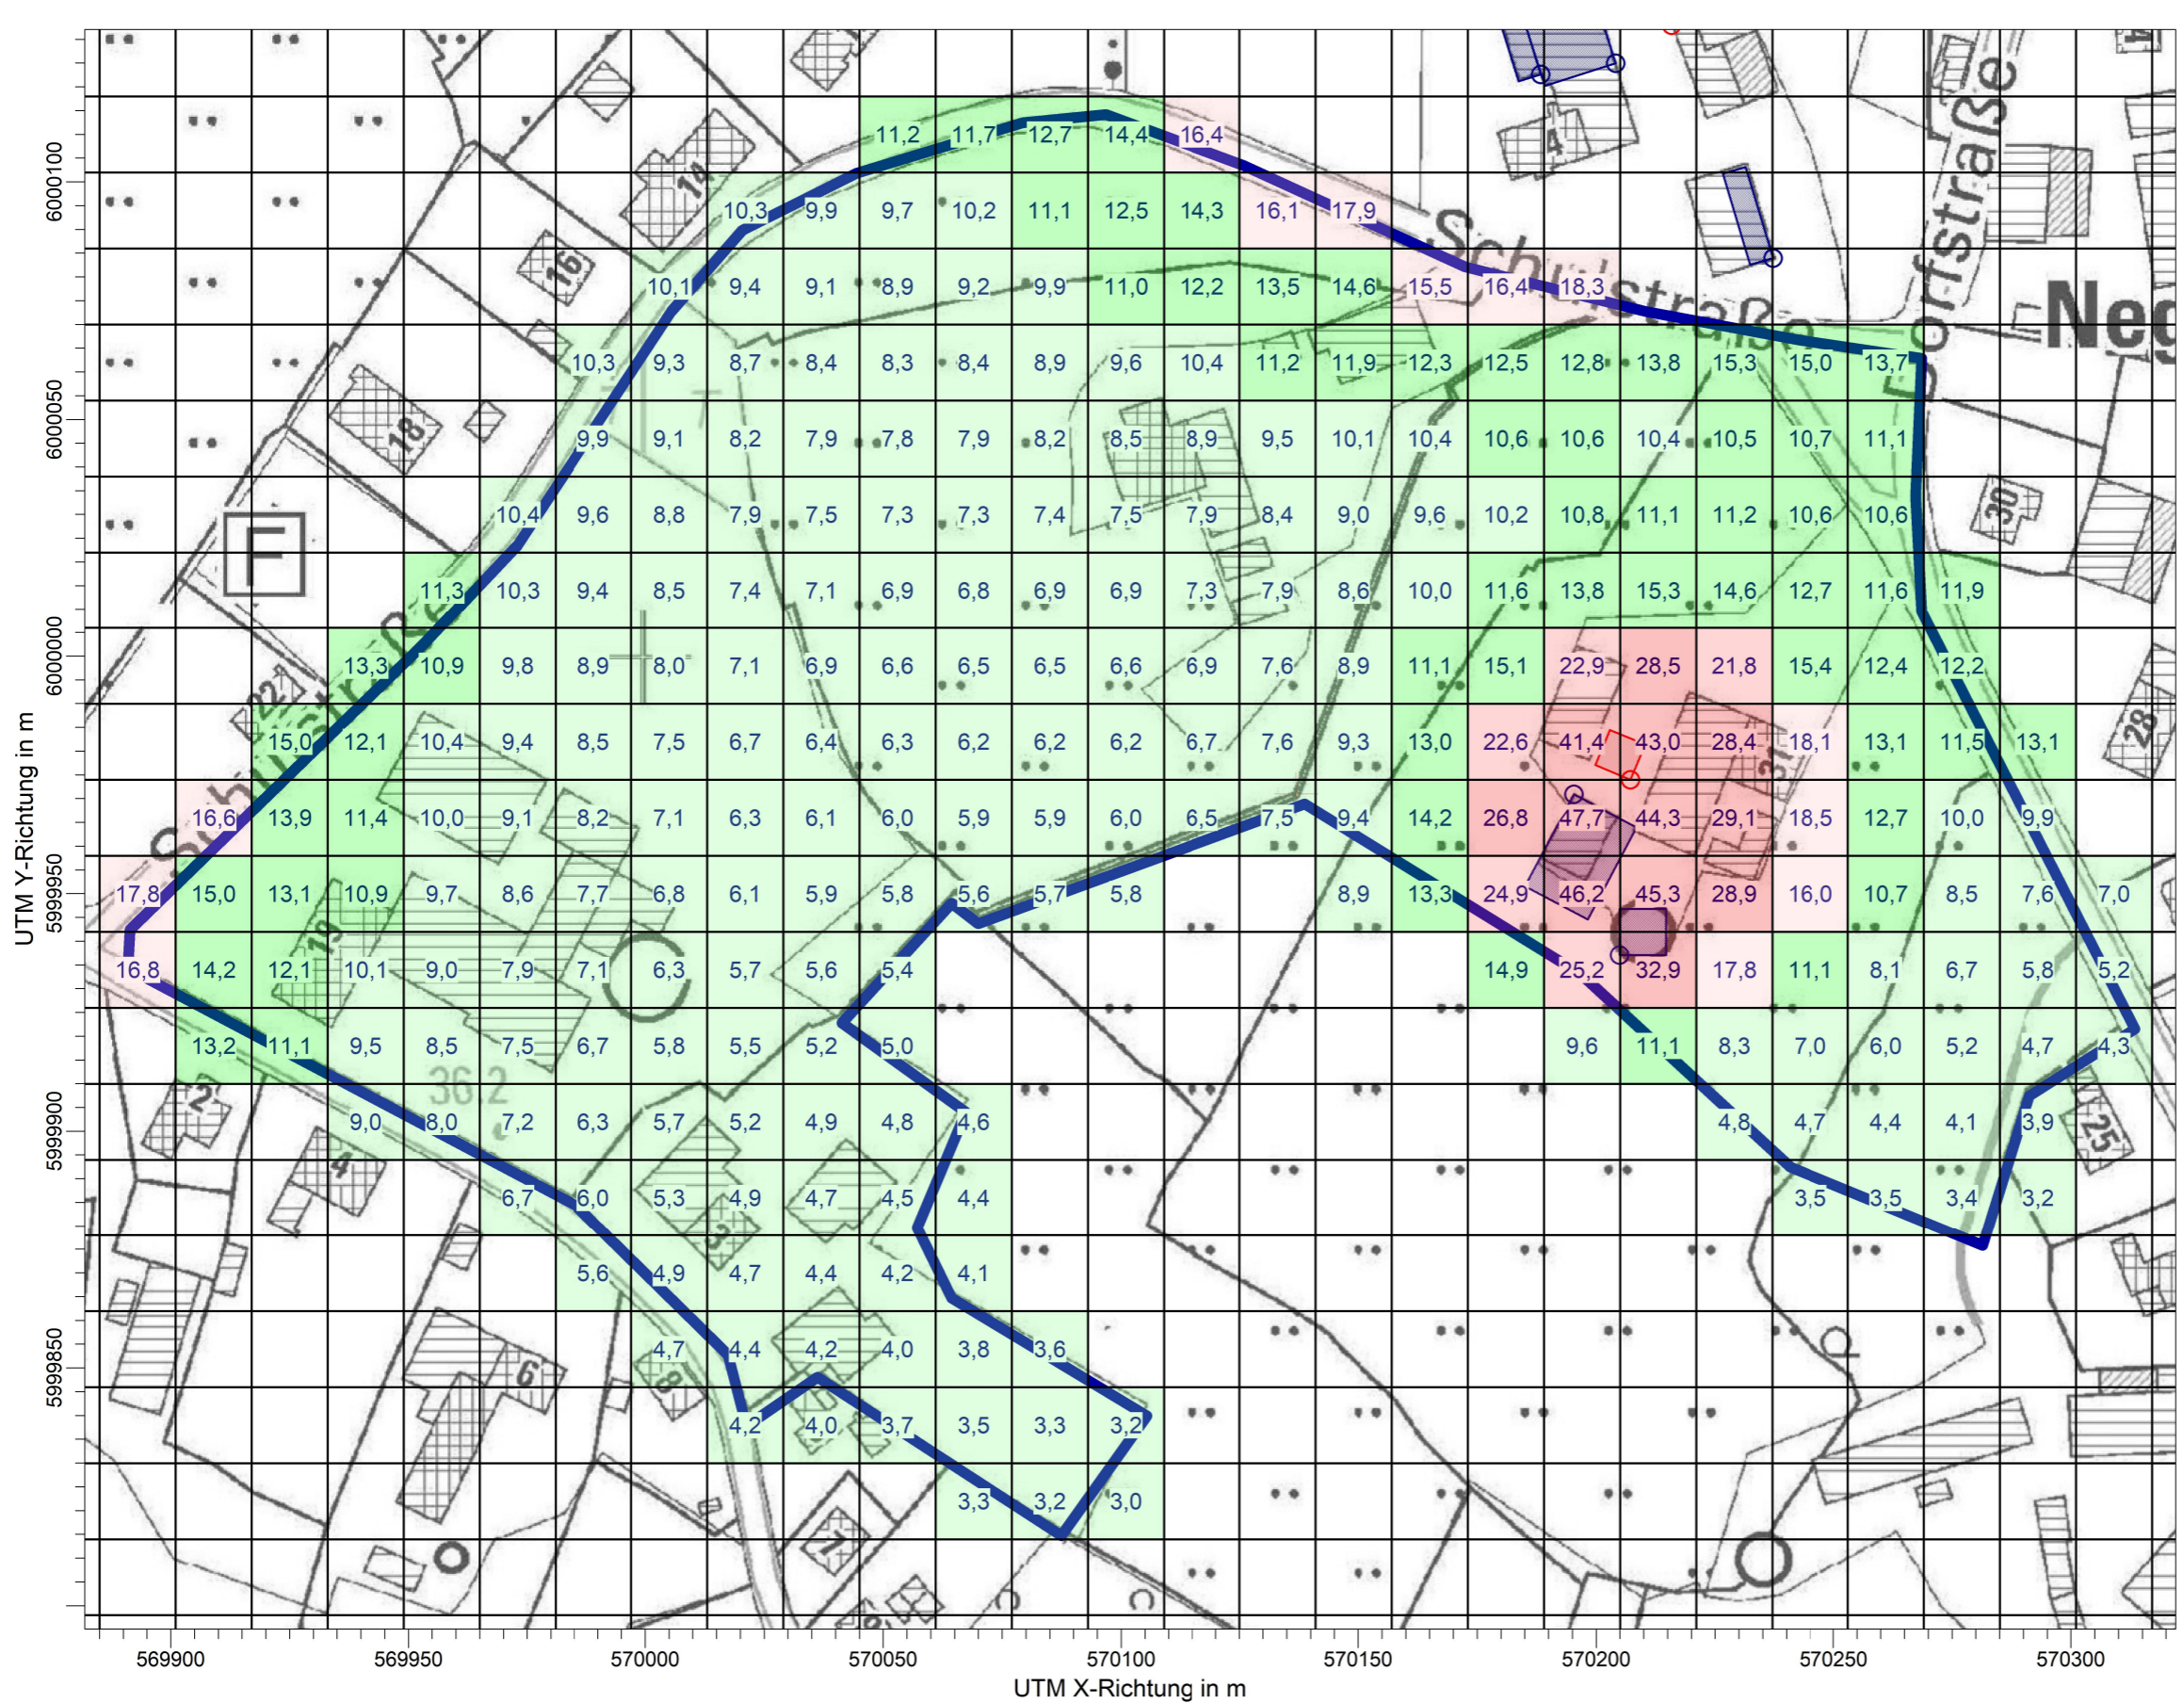 4
14
11,2 11,7 12,7 14,4 16,4
10,3 9,9 9,7 10,2 11,1 12,5 14,3 16,1 17,9
Schulstraße
Dorfstraße
16
10,1 9,4 9,1 8,9 9,2 9,9 11,0 12,2 13,5 14,6 15,5 16,4 18,3
10,3 9,3 8,7 8,4 8,3 8,4 8,9 9,6 10,4 11,2 11,9 12,3 12,5 12,8 13,8 15,3 15,0 13,7
Neg
18
9,9 9,1 8,2 7,9 7,8 7,9 8,2 8,5 8,9 9,5 10,1 10,4 10,6 10,6 10,4 10,5 10,7 11,1
10,4 9,6 8,8 7,9 7,5 7,3 7,3 7,4 7,5 7,9 8,4 9,0 9,6 10,2 10,8 11,1 11,2 10,6 10,6
30
F
11,3 10,3 9,4 8,5 7,4 7,1 6,9 6,8 6,9 6,9 7,3 7,9 8,6 10,0 11,6 13,8 15,3 14,6 12,7 11,6 11,9
13,3 10,9 9,8 8,9 8,0 7,1 6,9 6,6 6,5 6,5 6,6 6,9 7,6 8,9 11,1 15,1 22,9 28,5 21,8 15,4 12,4 12,2
22
28
15,0 12,1 10,4 9,4 8,5 7,5 6,7 6,4 6,3 6,2 6,2 6,2 6,7 7,6 9,3 13,0 22,6 41,4 43,0 28,4 18,1 13,1 11,5 13,1
31
16,6 13,9 11,4 10,0 9,1 8,2 7,1 6,3 6,1 6,0 5,9 5,9 6,0 6,5 7,5 9,4 14,2 26,8 47,7 44,3 29,1 18,5 12,7 10,0 9,9
17,8 15,0 13,1 10,9 9,7 8,6 7,7 6,8 6,1 5,9 5,8 5,6 5,7 5,8 8,9 13,3 24,9 46,2 45,3 28,9 16,0 10,7 8,5 7,6 7,0
19
16,8 14,2 12,1 10,1 9,0 7,9 7,1 6,3 5,7 5,6 5,4 14,9 25,2 32,9 17,8 11,1 8,1 6,7 5,8 5,2
13,2 11,1 9,5 8,5 7,5 6,7 5,8 5,5 5,2 5,0 9,6 11,1 8,3 7,0 6,0 5,2 4,7 4,3
36.2
2
9,0 8,0 7,2 6,3 5,7 5,2 4,9 4,8 4,6 4,8 4,7 4,4 4,1 3,9
25
4
6,7 6,0 5,3 4,9 4,7 4,5 4,4 3,5 3,5 3,4 3,2
3
5,6 4,9 4,7 4,4 4,2 4,1
4,7 4,4 4,2 4,0 3,8 3,6
6
8
4,2 4,0 3,7 3,5 3,3 3,2
3,3 3,2 3,0
7
6000100
6000050
6000000
5999950
5999900
5999850
UTM Y-Richtung in m
569900 569950 570000 570050 570100 570150 570200 570250 570300
UTM X-Richtung in m